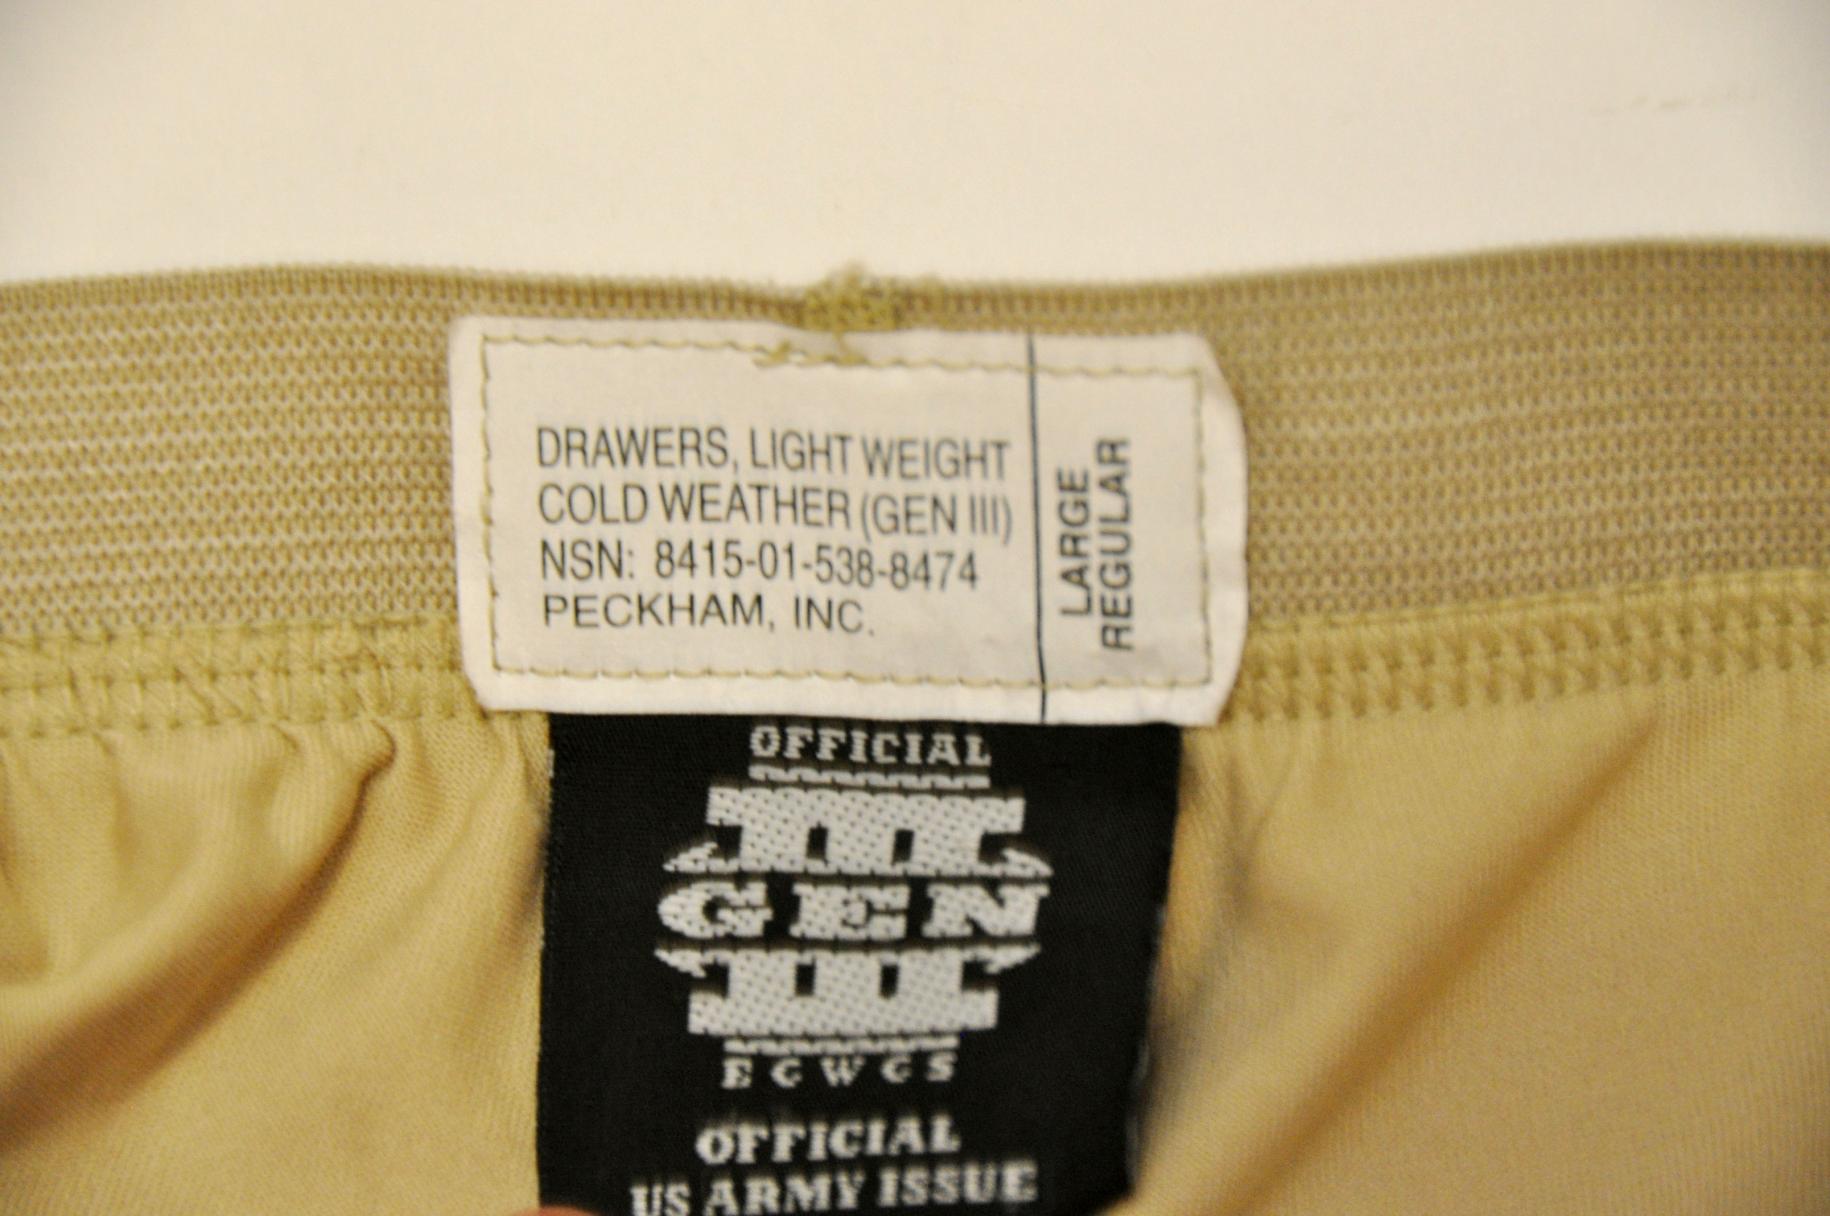 DRAWERS, LIGHT WEIGHT
COLD WEATHER (GEN III)
NSN: 8415-01-538-8474
PECKHAM, INC.
LARGE
REGULAR
OFFICIAL
III
GEN
III
ECWCS
OFFICIAL
US ARMY ISSUE